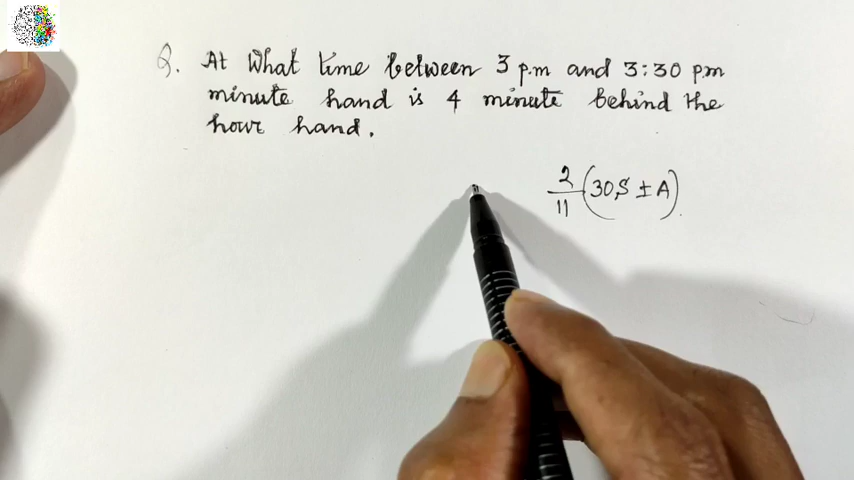 Q. At What time between 3 p.m and 3:30 p.m
minute hand is 4 minute behind the
hour hand.
2/11 (30S ± A).